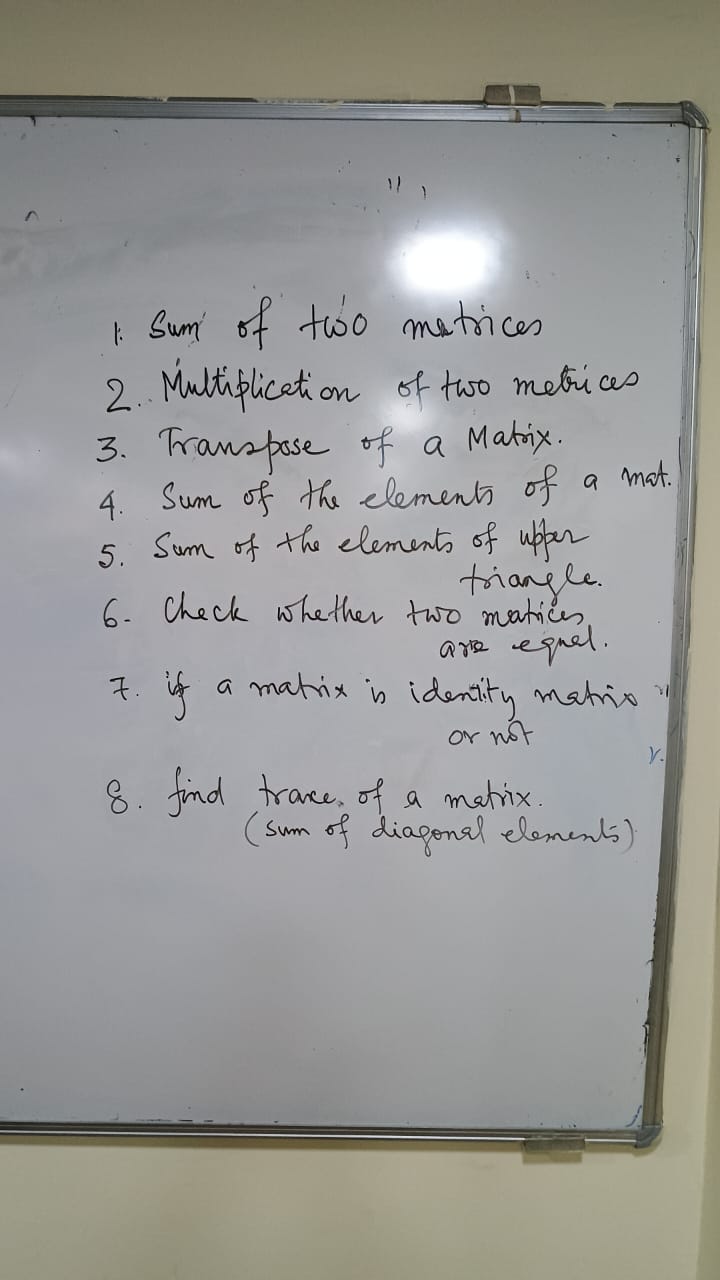 1. Sum of two matrices
2. Multiplication of two metrices
3. Transpose of a Matrix.
4. Sum of the elements of a mat.
5. Sum of the elements of upper
triangle.
6- Check whether two matices
are equal.
7. if a matrix is identity matrix
or not
8. find trace of a matrix.
(sum of diagonal elements)